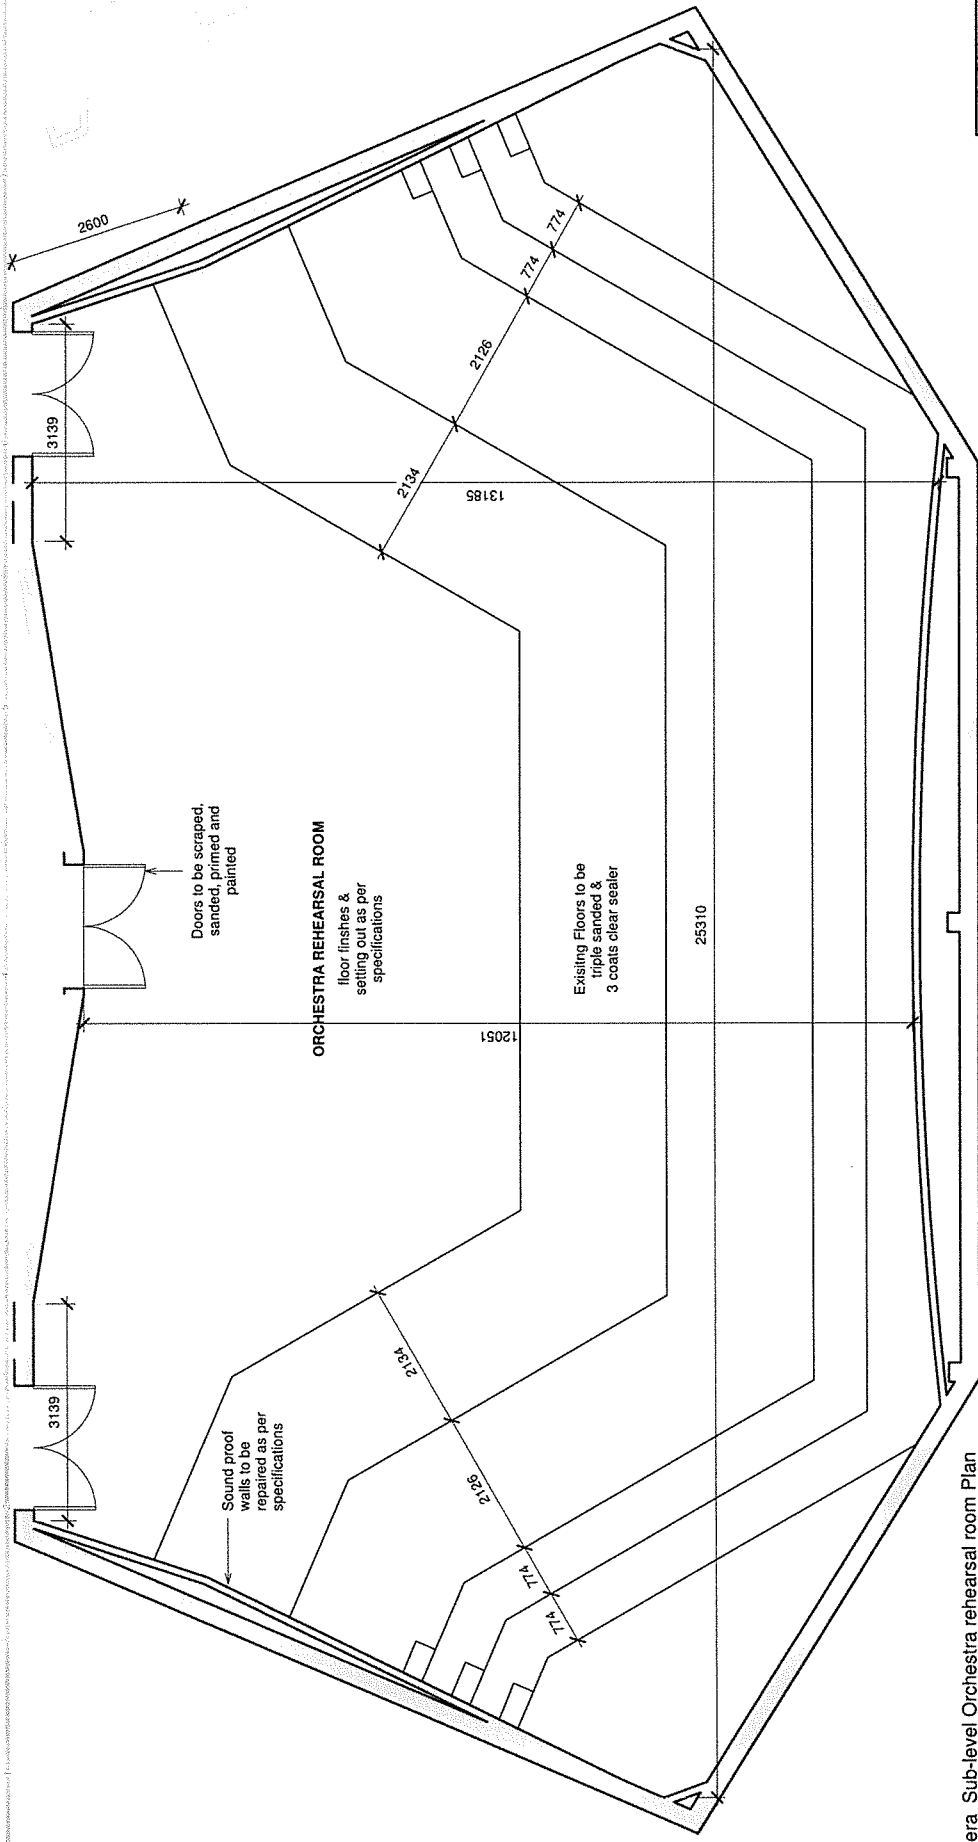 2600
3139
13185
2134
2126
774
774
Doors to be scraped,
sanded, primed and
painted
ORCHESTRA REHEARSAL ROOM
floor finshes &
setting out as per
specifications
Exisitng Floors to be
triple sanded &
3 coats clear sealer
25310
12051
3139
Sound proof
walls to be
repaired as per
specifications
2134
2126
774
774
era Sub-level Orchestra rehearsal room Plan